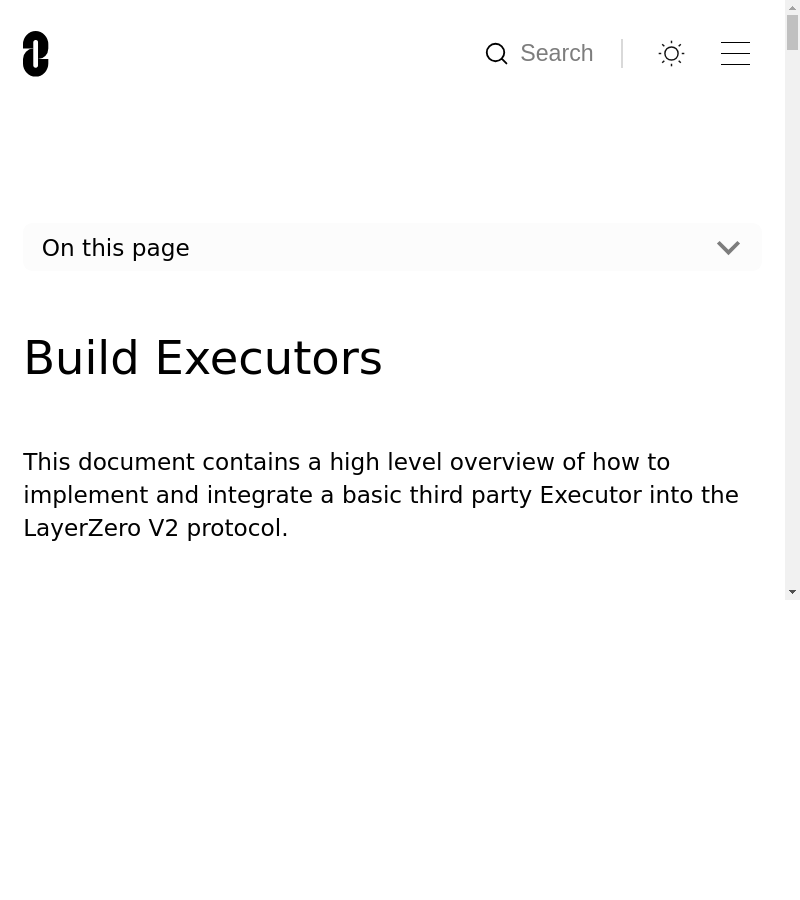 Search
On this page
Build Executors
This document contains a high level overview of how to
implement and integrate a basic third party Executor into the
LayerZero V2 protocol.